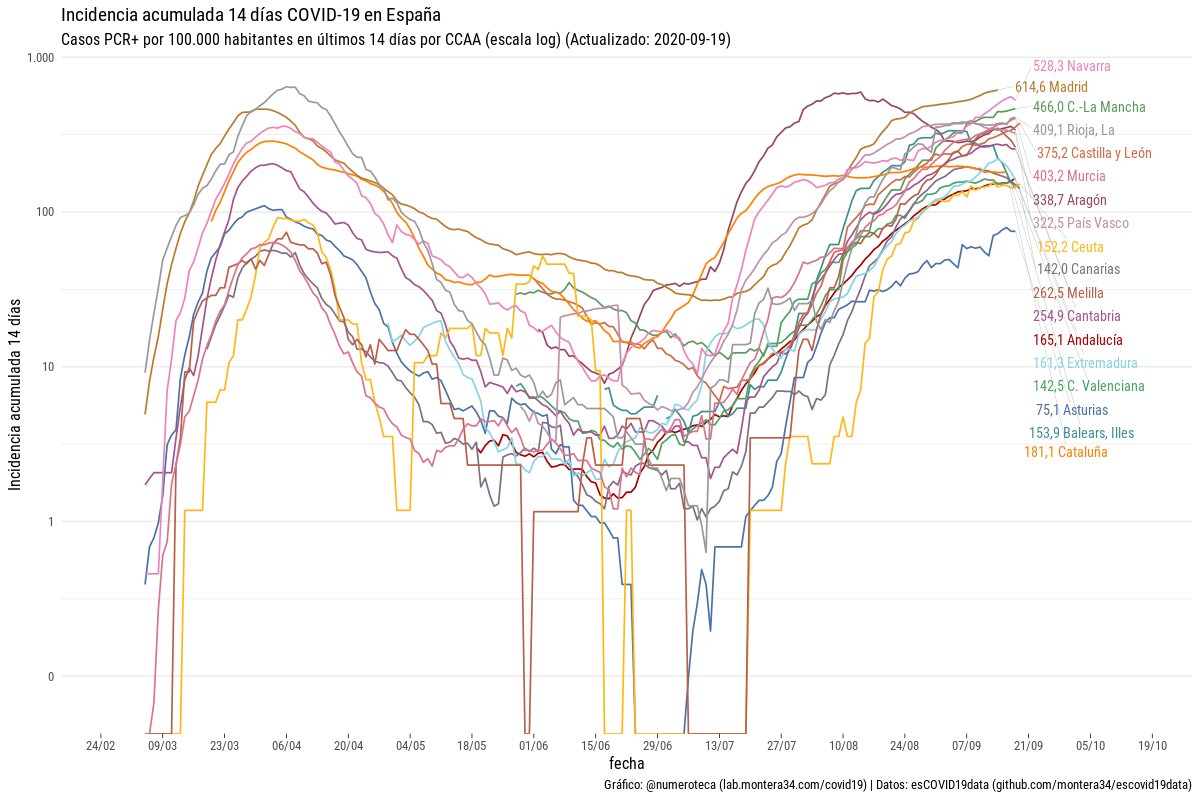 Incidencia acumulada 14 días COVID-19 en España
Casos PCR+ por 100.000 habitantes en últimos 14 días por CCAA (escala log) (Actualizado: 2020-09-19)
1.000
100
10
1
0
Incidencia acumulada 14 días
528,3 Navarra
614,6 Madrid
466,0 C.-La Mancha
409,1 Rioja, La
375,2 Castilla y León
403,2 Murcia
338,7 Aragón
322,5 País Vasco
152,2 Ceuta
142,0 Canarias
262,5 Melilla
254,9 Cantabria
165,1 Andalucía
161,3 Extremadura
142,5 C. Valenciana
75,1 Asturias
153,9 Balears, Illes
181,1 Cataluña
24/02 09/03 23/03 06/04 20/04 04/05 18/05 01/06 15/06 29/06 13/07 27/07 10/08 24/08 07/09 21/09 05/10 19/10
fecha
Gráfico: @numeroteca (lab.montera34.com/covid19) | Datos: esCOVID19data (github.com/montera34/escovid19data)